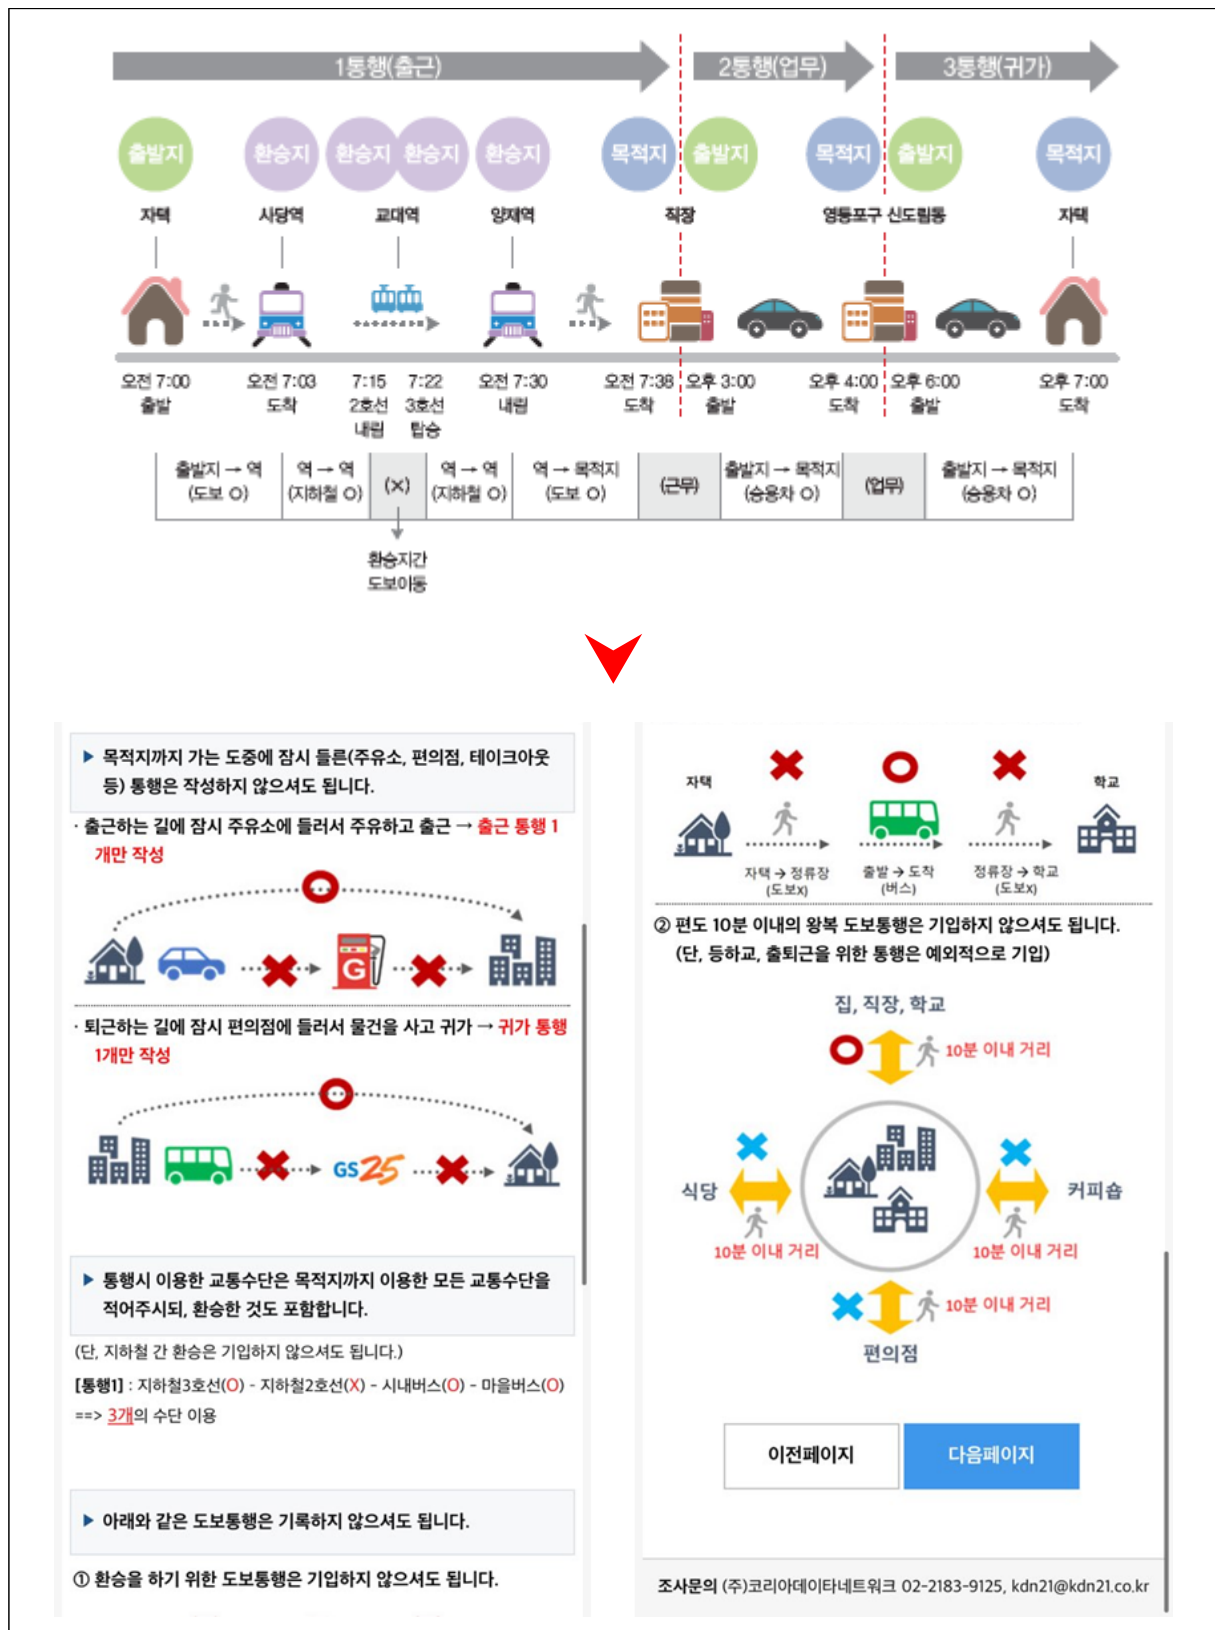 1통행(출근) 2통행(업무) 3통행(귀가)
출발지 환승지 환승지 환승지 환승지 목적지 출발지 목적지 출발지 목적지
자택 사당역 교대역 양재역 직장 영등포구 신도림동 자택
오전 7:00 오전 7:03 7:15 7:22 오전 7:30 오전 7:38 오후 3:00 오후 4:00 오후 6:00 오후 7:00
출발 도착 2호선 3호선 내림 도착 출발 도착 출발 도착
내림 탑승
출발지 → 역 역 → 역 (X) 역 → 역 역 → 목적지 (근무) 출발지 → 목적지 (업무) 출발지 → 목적지
(도보 O) (지하철 O) (지하철 O) (도보 O) (승용차 O) (승용차 O)
환승지간
도보이동
▶ 목적지까지 가는 도중에 잠시 들른(주유소, 편의점, 테이크아웃
등) 통행은 작성하지 않으셔도 됩니다.
· 출근하는 길에 잠시 주유소에 들러서 주유하고 출근 → 출근 통행 1
개만 작성
G
· 퇴근하는 길에 잠시 편의점에 들러서 물건을 사고 귀가 → 귀가 통행
1개만 작성
GS25
▶ 통행시 이용한 교통수단은 목적지까지 이용한 모든 교통수단을
적어주시되, 환승한 것도 포함합니다.
(단, 지하철 간 환승은 기입하지 않으셔도 됩니다.)
[통행1] : 지하철3호선(O) - 지하철2호선(X) - 시내버스(O) - 마을버스(O)
==> 3개의 수단 이용
▶ 아래와 같은 도보통행은 기록하지 않으셔도 됩니다.
① 환승을 하기 위한 도보통행은 기입하지 않으셔도 됩니다.
자택 학교
자택 → 정류장 출발 → 도착 정류장 → 학교
(도보X) (버스) (도보X)
② 편도 10분 이내의 왕복 도보통행은 기입하지 않으셔도 됩니다.
(단, 등하교, 출퇴근을 위한 통행은 예외적으로 기입)
집, 직장, 학교
10분 이내 거리
식당 커피숍
10분 이내 거리 10분 이내 거리
10분 이내 거리
편의점
이전페이지 다음페이지
조사문의 (주)코리아데이타네트워크 02-2183-9125, kdn21@kdn21.co.kr